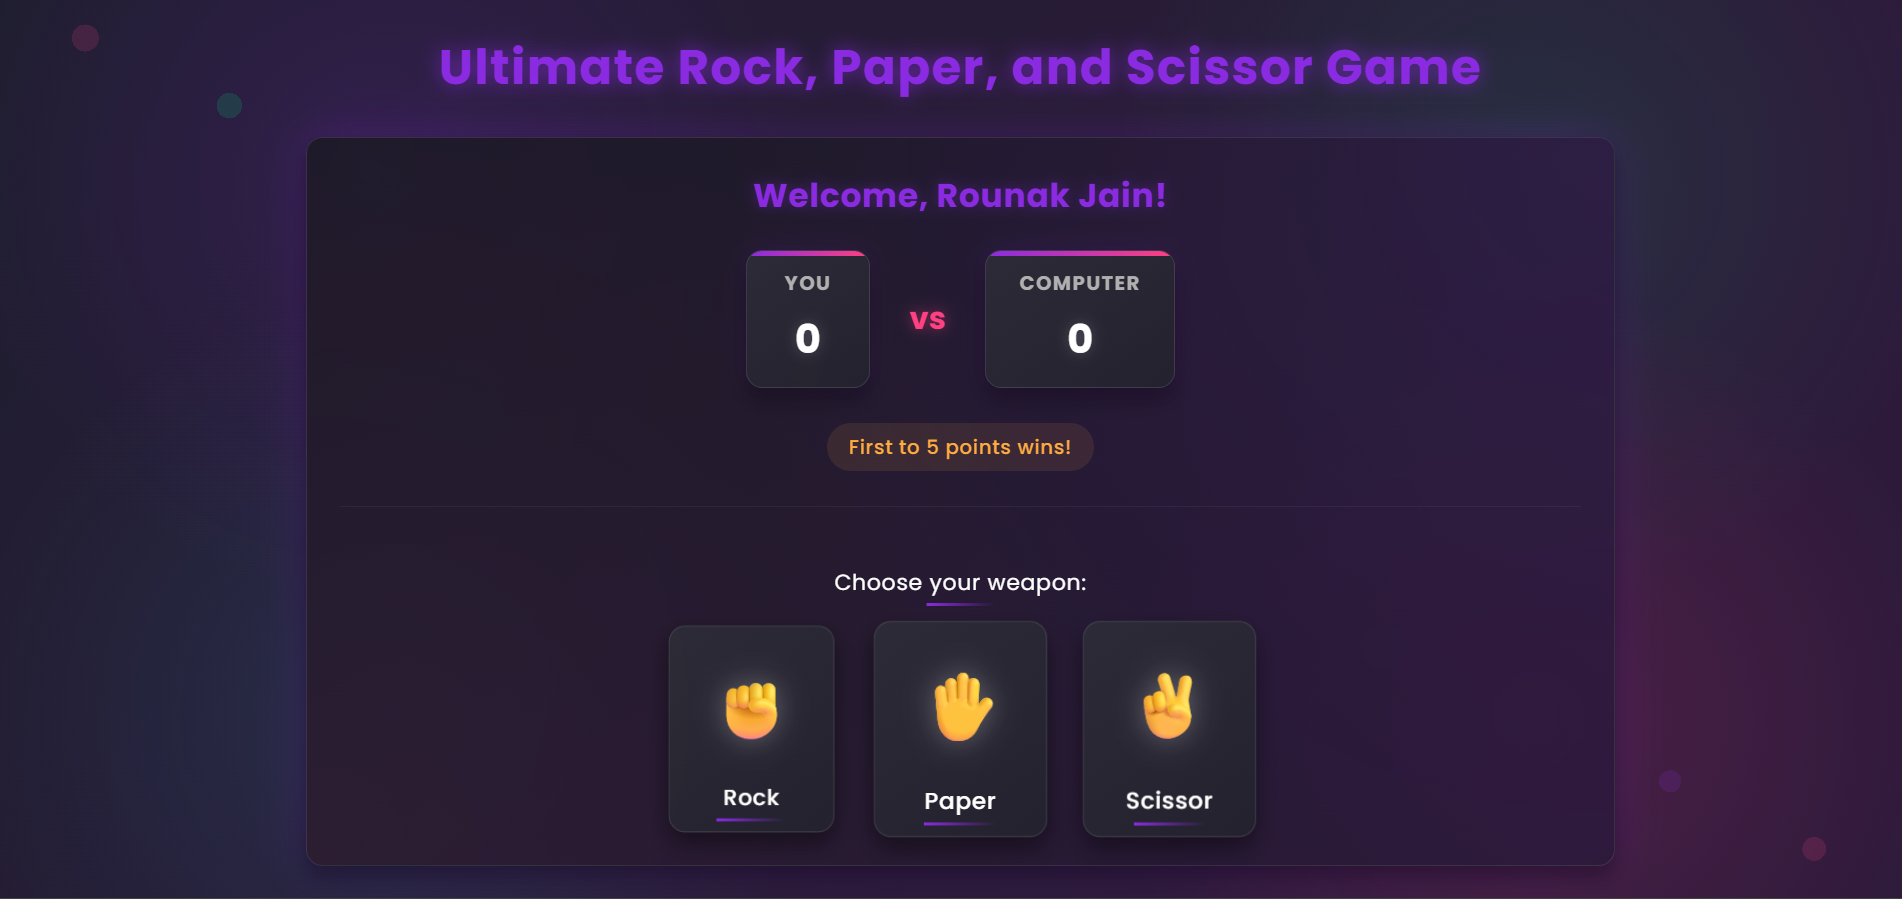 Ultimate Rock, Paper, and Scissor Game
Welcome, Rounak Jain!
YOU
0
vs
COMPUTER
0
First to 5 points wins!
Choose your weapon:
Rock
Paper
Scissor